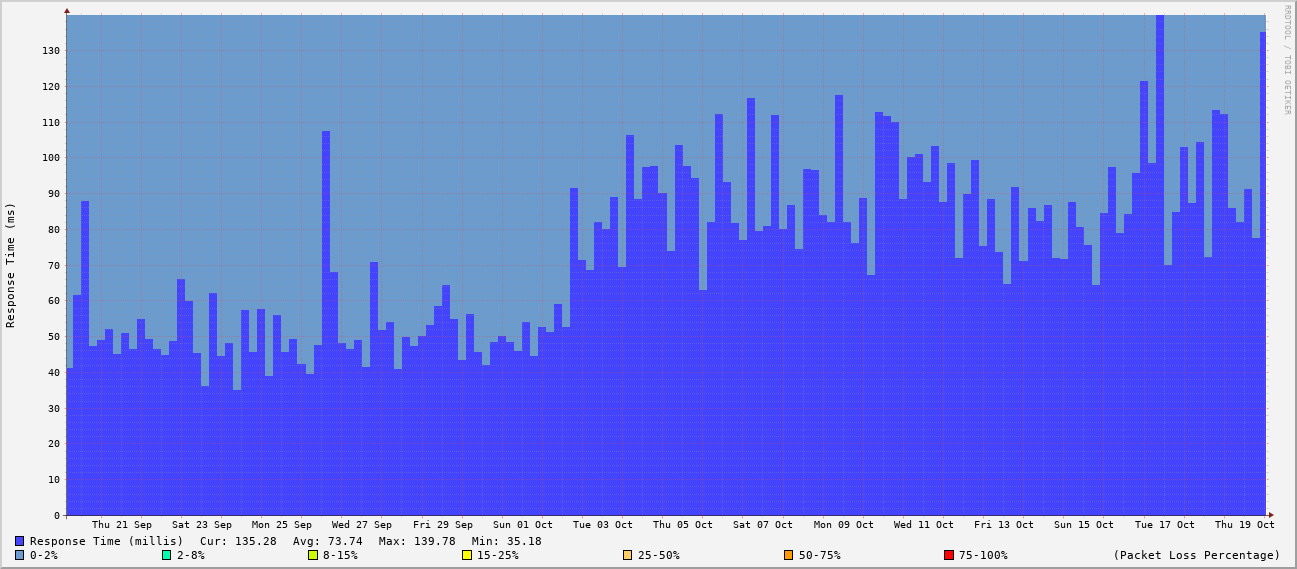 RRDTOOL / TOBI OETIKER
Response Time (ms)
130
120
110
100
90
80
70
60
50
40
30
20
10
0
Thu 21 Sep Sat 23 Sep Mon 25 Sep Wed 27 Sep Fri 29 Sep Sun 01 Oct Tue 03 Oct Thu 05 Oct Sat 07 Oct Mon 09 Oct Wed 11 Oct Fri 13 Oct Sun 15 Oct Tue 17 Oct Thu 19 Oct
Response Time (millis) Cur: 135.28 Avg: 73.74 Max: 139.78 Min: 35.18
0-2% 2-8% 8-15% 15-25% 25-50% 50-75% 75-100% (Packet Loss Percentage)